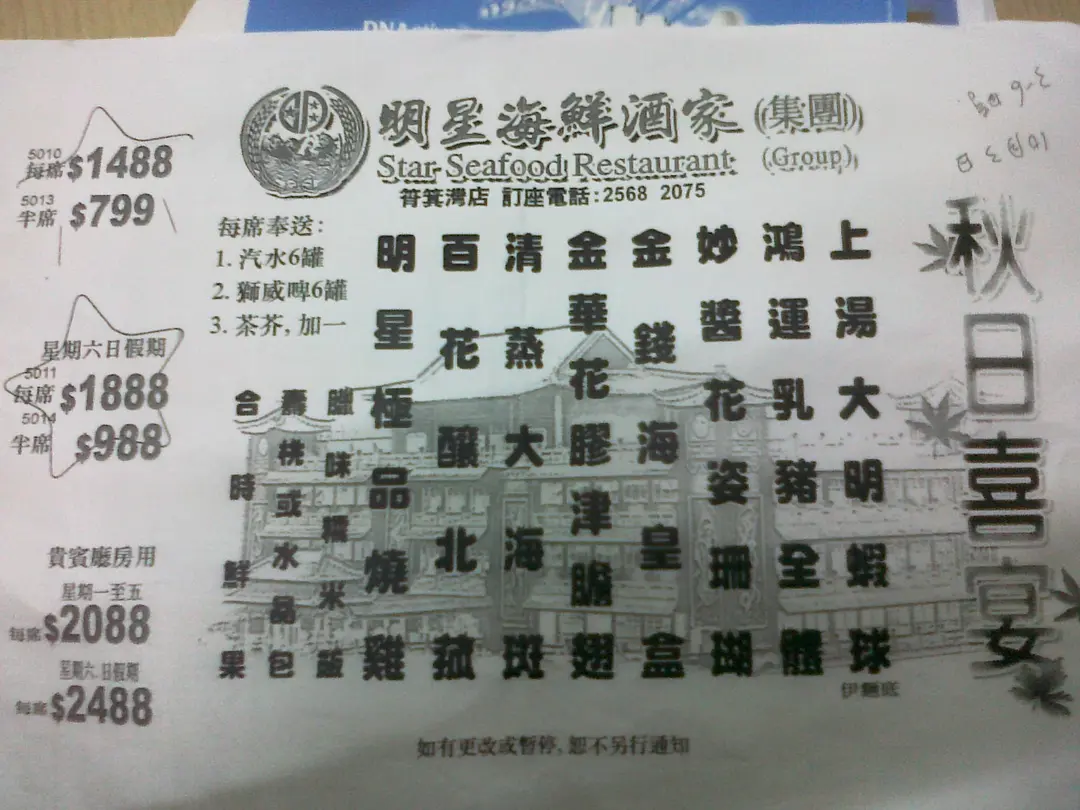 明星海鮮酒家 (集團)
Star Seafood Restaurant (Group)
筲箕灣店 訂座電話:2568 2075
秋日喜宴
上湯大明蝦球
伊麵底
鴻運乳豬全體
妙醬花姿珊瑚
金錢海皇盒
金華花膠津膽翅
清蒸大海斑
百花釀北菰
明星極品燒雞
臘味糯米飯
壽桃或水品包
合時鮮果
每席奉送:
1. 汽水6罐
2. 獅威啤6罐
3. 茶芥, 加一
5010
每席$1488
5013
半席 $799
星期六日假期
5011
每席$1888
5014
半席 $988
貴賓廳房用
星期一至五
每席$2088
星期六.日假期
每席$2488
如有更改或暫停, 恕不另行通知